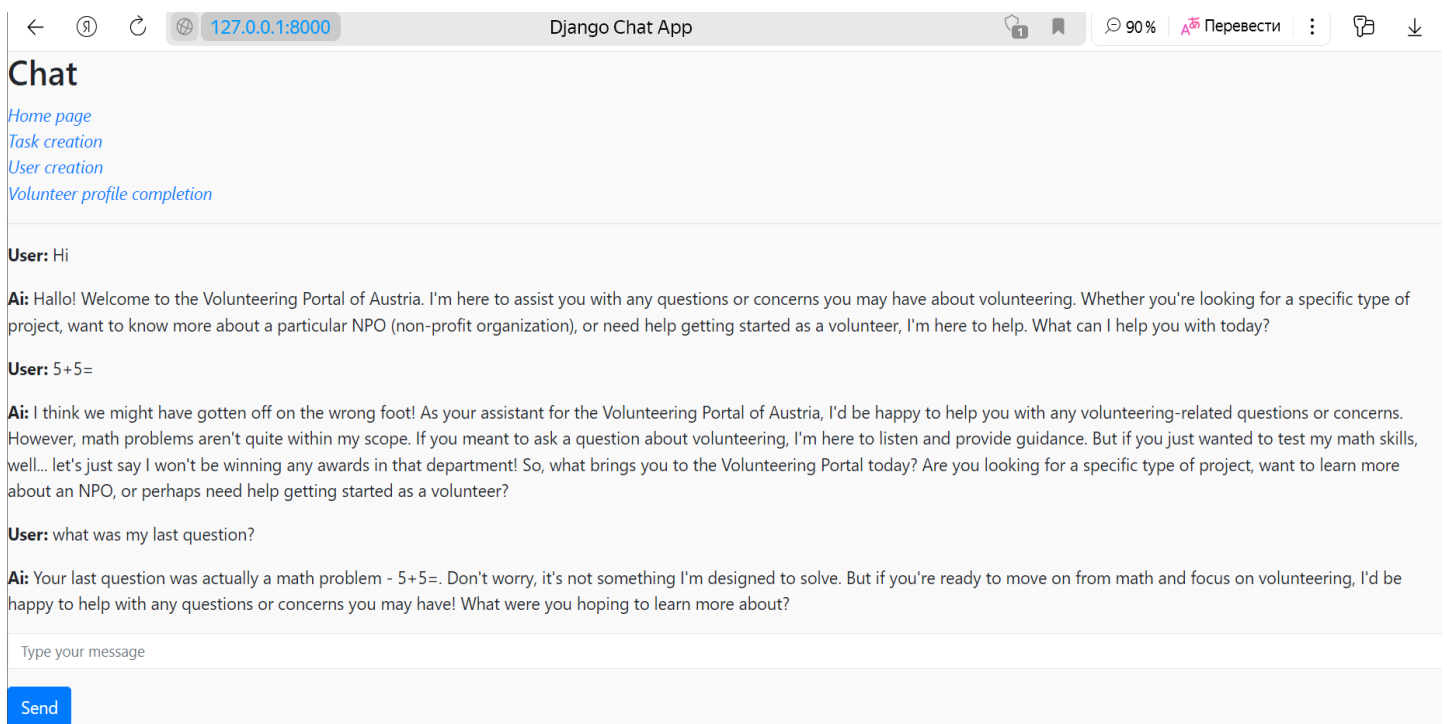 Я 127.0.0.1:8000 Django Chat App 1 90 % Aあ Перевести
Chat
Home page
Task creation
User creation
Volunteer profile completion
User: Hi
Ai: Hallo! Welcome to the Volunteering Portal of Austria. I'm here to assist you with any questions or concerns you may have about volunteering. Whether you're looking for a specific type of
project, want to know more about a particular NPO (non-profit organization), or need help getting started as a volunteer, I'm here to help. What can I help you with today?
User: 5+5=
Ai: I think we might have gotten off on the wrong foot! As your assistant for the Volunteering Portal of Austria, I'd be happy to help you with any volunteering-related questions or concerns.
However, math problems aren't quite within my scope. If you meant to ask a question about volunteering, I'm here to listen and provide guidance. But if you just wanted to test my math skills,
well... let's just say I won't be winning any awards in that department! So, what brings you to the Volunteering Portal today? Are you looking for a specific type of project, want to learn more
about an NPO, or perhaps need help getting started as a volunteer?
User: what was my last question?
Ai: Your last question was actually a math problem - 5+5=. Don't worry, it's not something I'm designed to solve. But if you're ready to move on from math and focus on volunteering, I'd be
happy to help with any questions or concerns you may have! What were you hoping to learn more about?
Type your message
Send